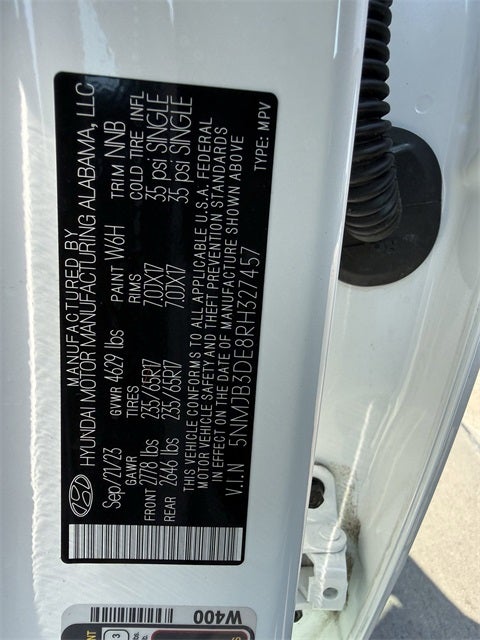 MANUFACTURED BY
HYUNDAI MOTOR MANUFACTURING ALABAMA, LLC
Sep/21/23 GVWR 4629 lbs PAINT W6H TRIM NNB
GAWR TIRES RIMS COLD TIRE INFL
FRONT 2778 lbs 235/65R17 7.0JX17 35 psi SINGLE
REAR 2646 lbs 235/65R17 7.0JX17 35 psi SINGLE
THIS VEHICLE CONFORMS TO ALL APPLICABLE U.S.A. FEDERAL
MOTOR VEHICLE SAFETY AND THEFT PREVENTION STANDARDS
IN EFFECT ON THE DATE OF MANUFACTURE SHOWN ABOVE
V.I.N 5NMJB3DE8RH327457 TYPE: MPV
W400
3
lbs.